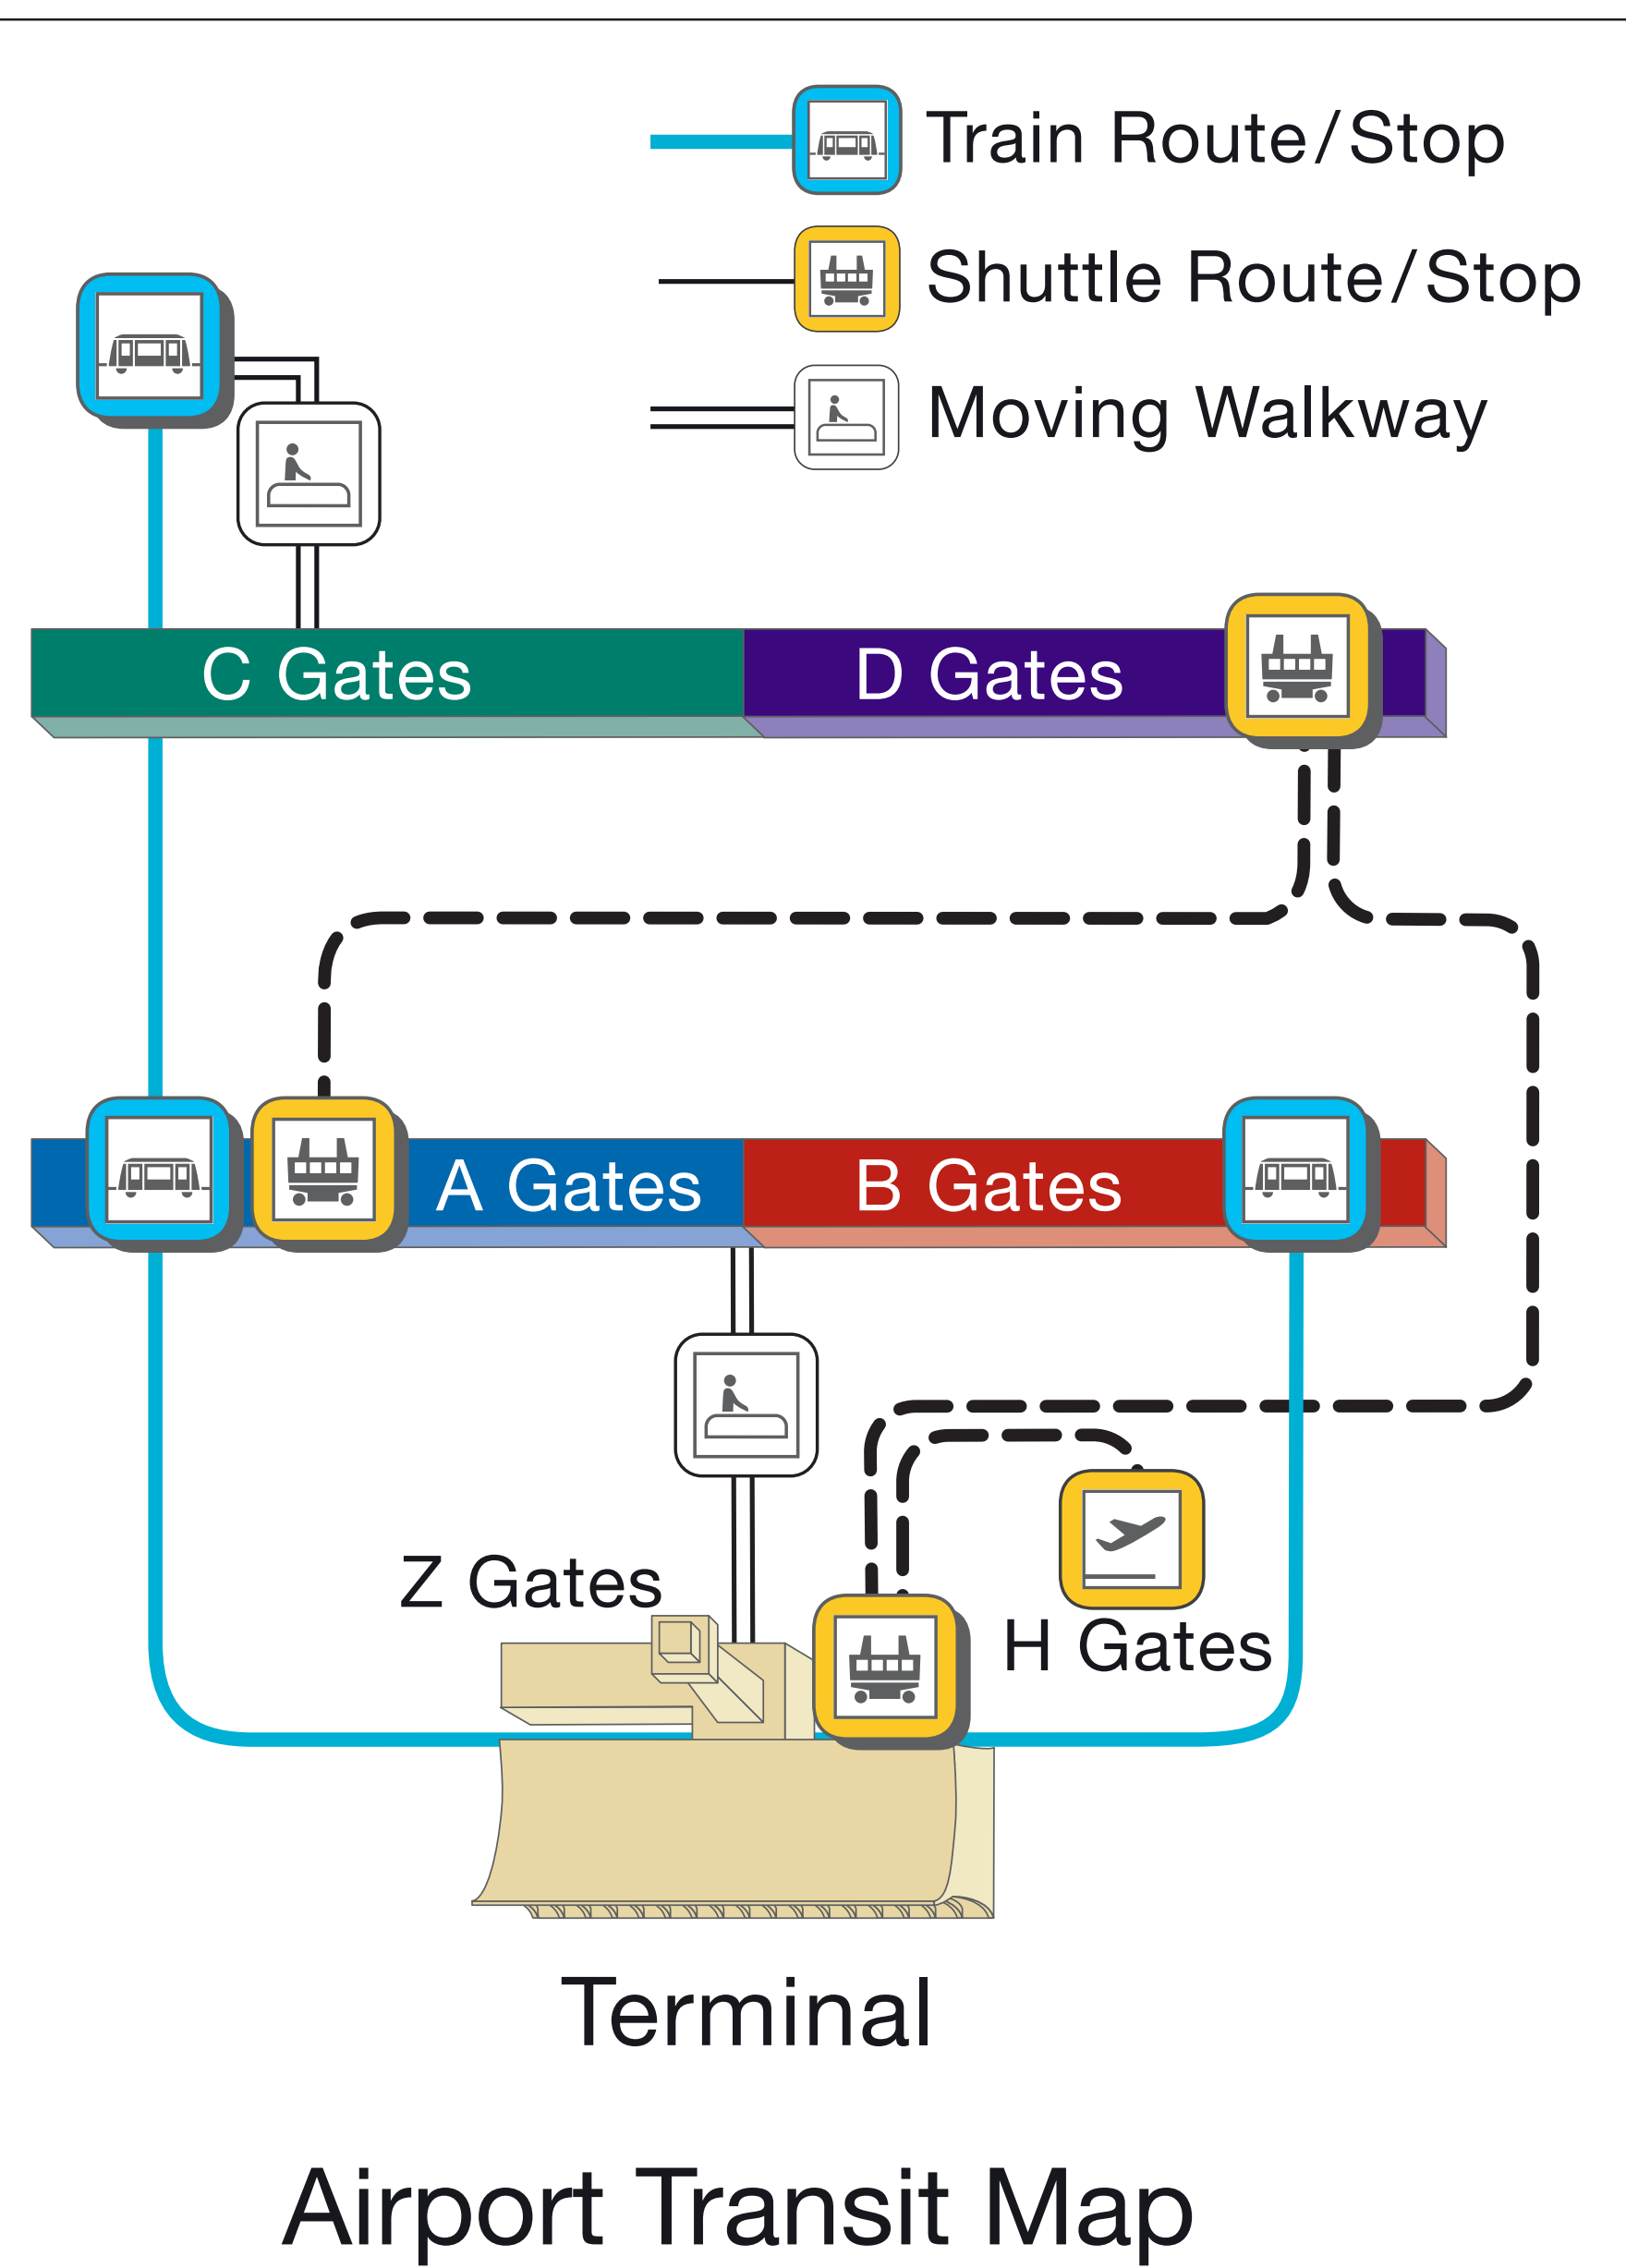 Train Route/Stop
Shuttle Route/Stop
Moving Walkway
C Gates
D Gates
A Gates
B Gates
Z Gates
H Gates
Terminal
Airport Transit Map